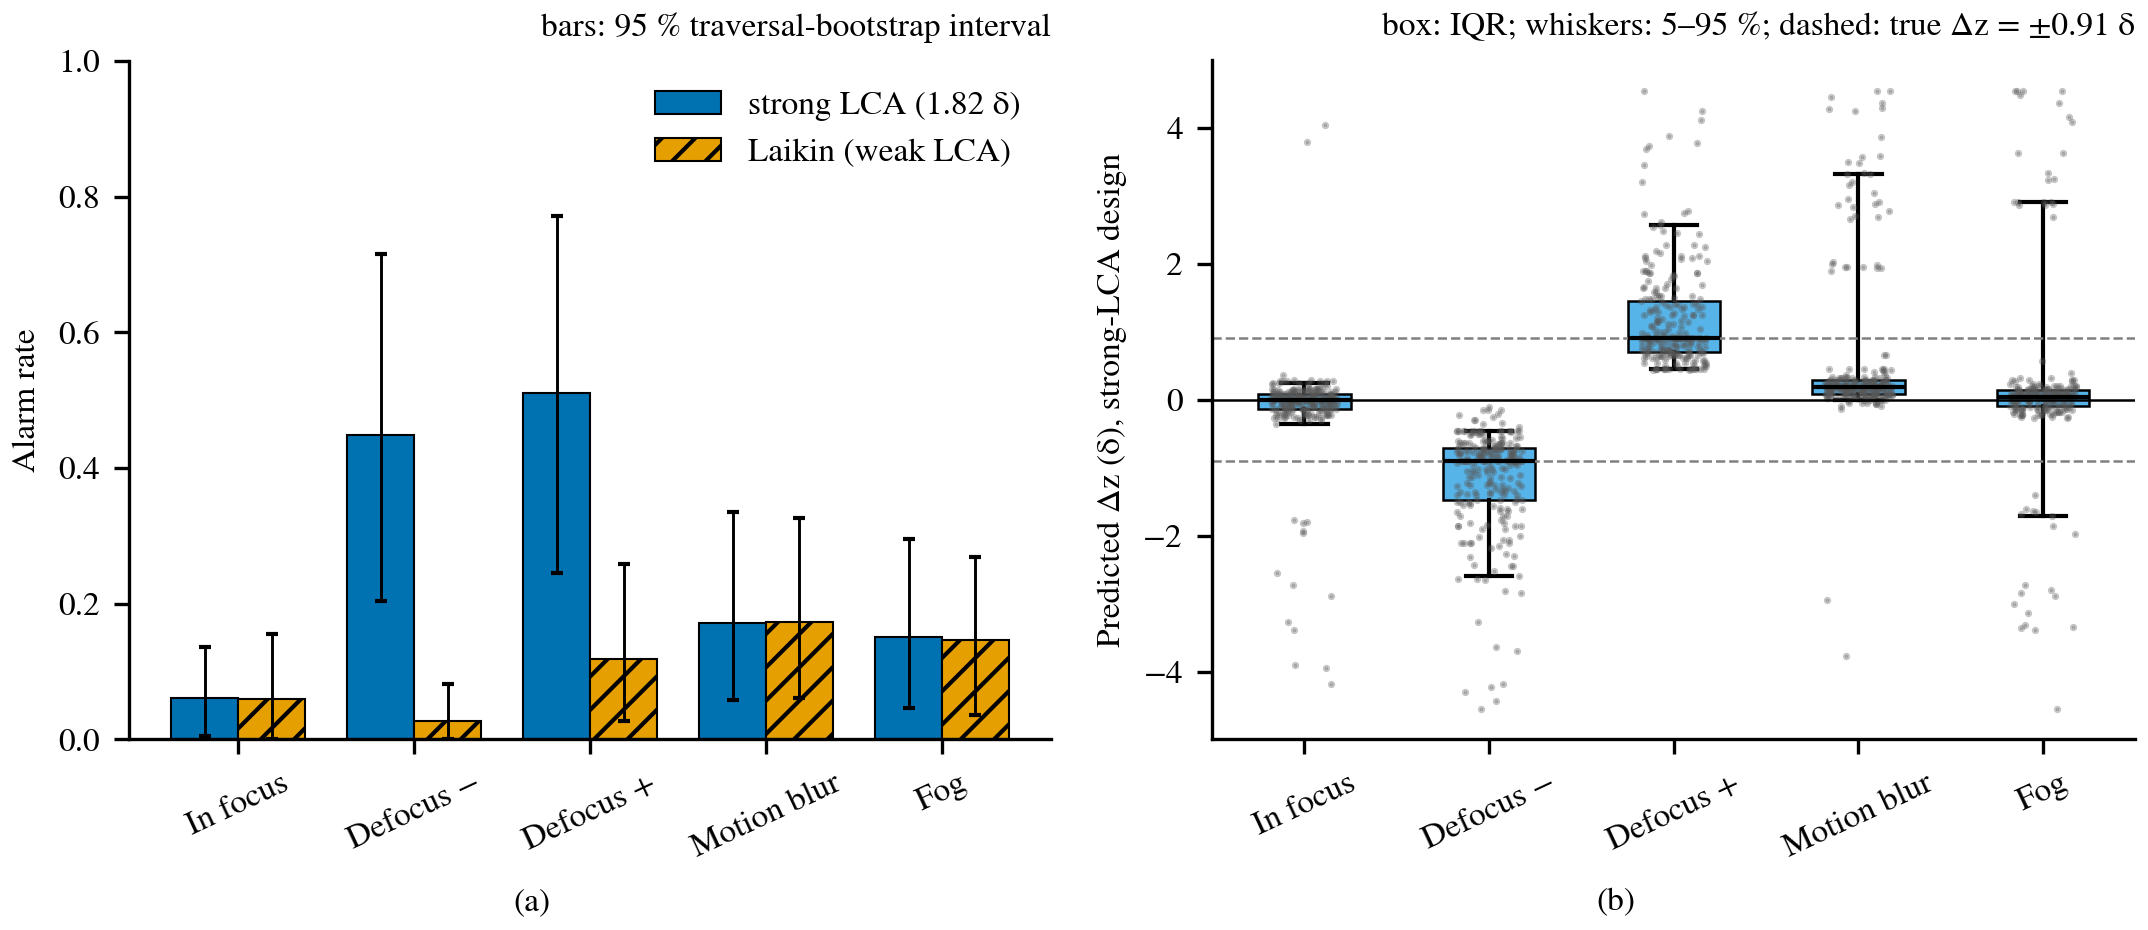 bars: 95 % traversal-bootstrap interval
1.0
0.8
0.6
0.4
0.2
0.0
Alarm rate
strong LCA (1.82 δ)
Laikin (weak LCA)
In focus
Defocus −
Defocus +
Motion blur
Fog
(a)
box: IQR; whiskers: 5–95 %; dashed: true Δz = ±0.91 δ
4
2
0
−2
−4
Predicted Δz (δ), strong-LCA design
In focus
Defocus −
Defocus +
Motion blur
Fog
(b)